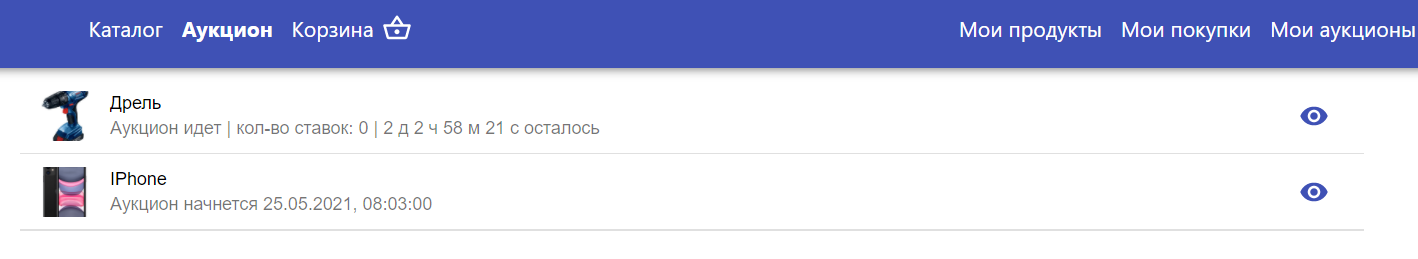 Каталог Аукцион Корзина Мои продукты Мои покупки Мои аукционы
Дрель
Аукцион идет | кол-во ставок: 0 | 2 д 2 ч 58 м 21 с осталось
IPhone
Аукцион начнется 25.05.2021, 08:03:00